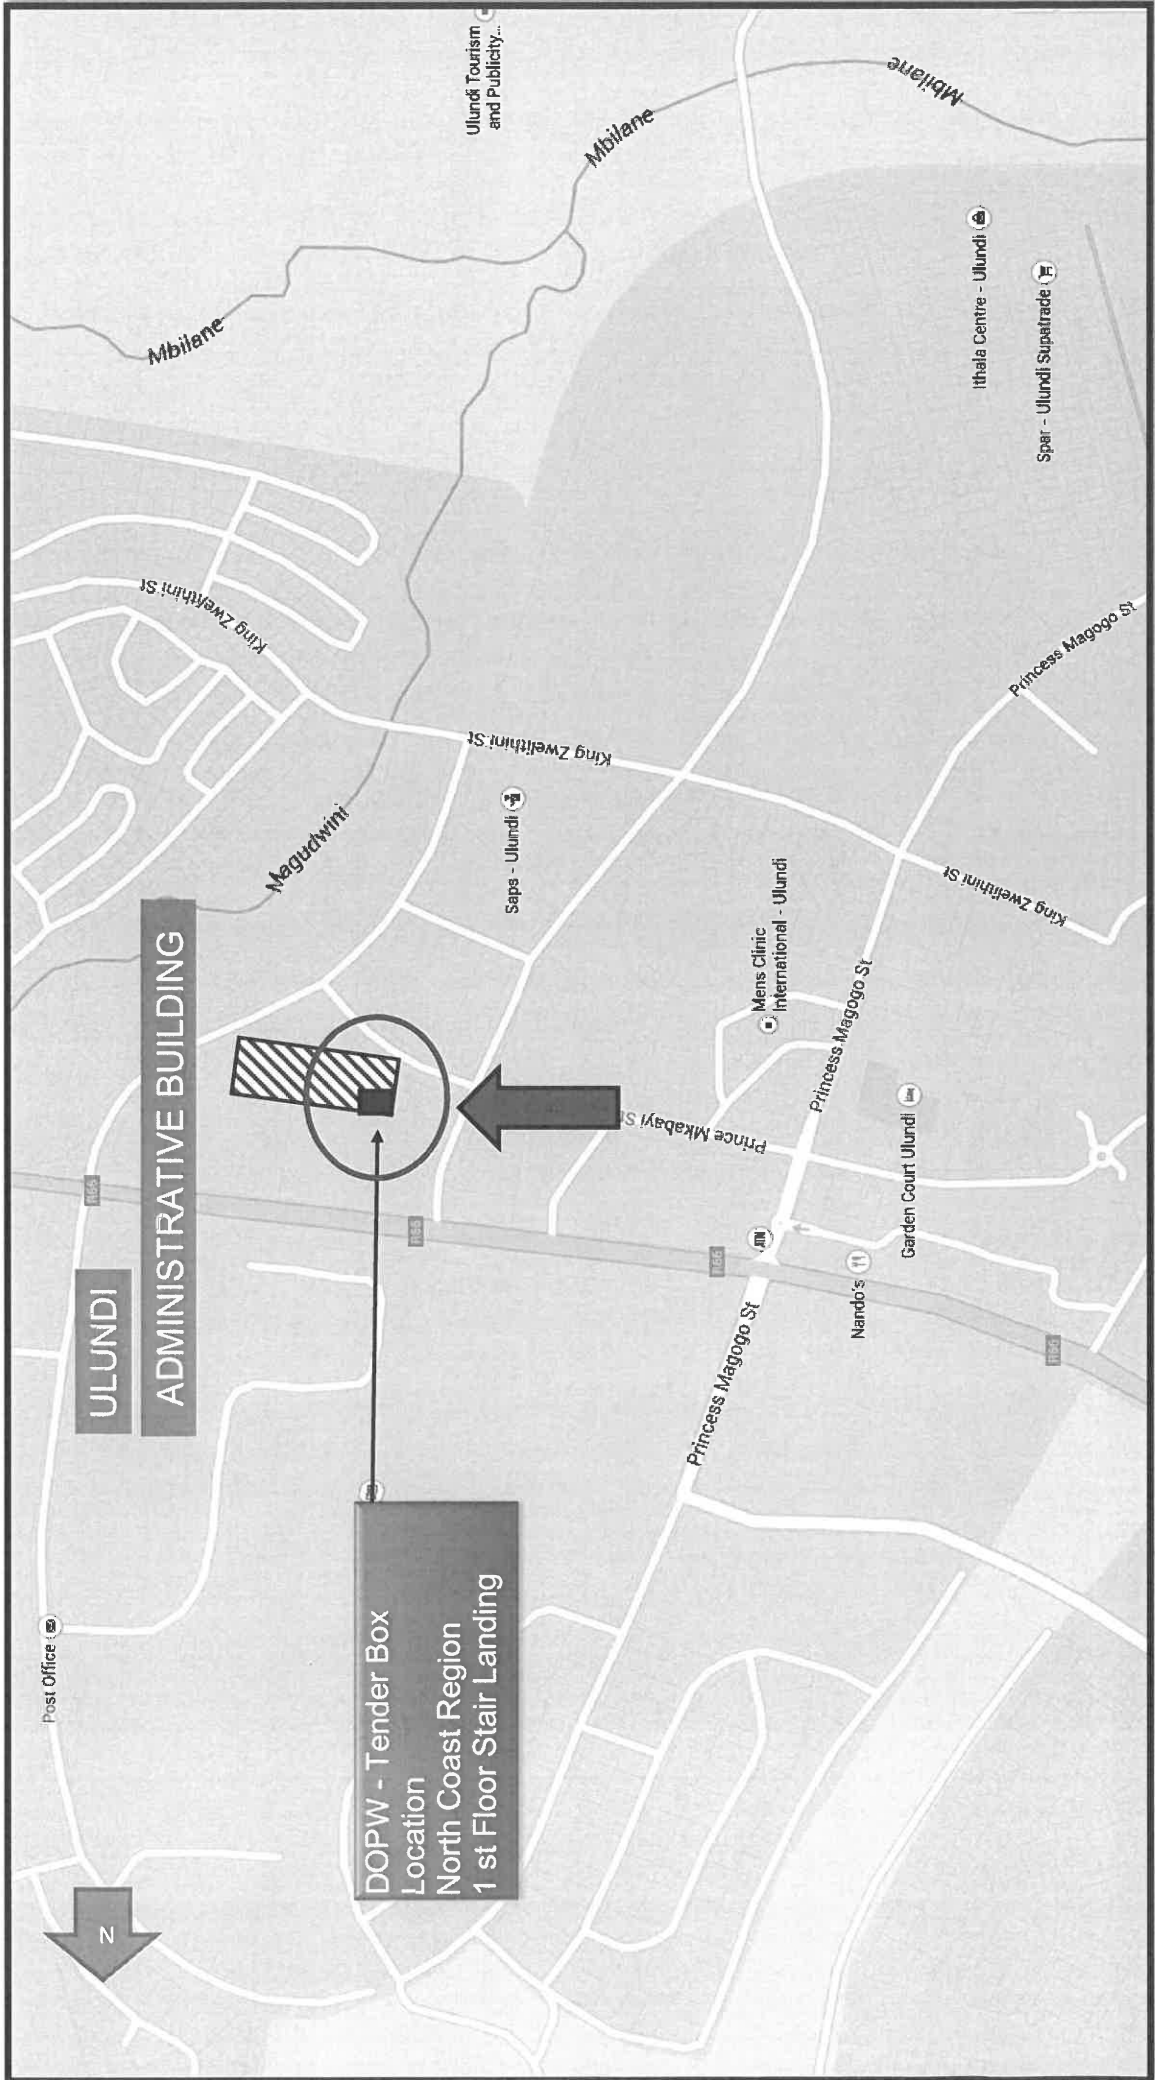 ULUNDI
ADMINISTRATIVE BUILDING
DOPW - Tender Box
Location
North Coast Region
1 st Floor Stair Landing
N
Post Office
R66
R66
R66
R66
Princess Magogo St
Princess Magogo St
Princess Magogo St
Nando's
ATM
Garden Court Ulundi
Prince Mkabayi St
Mens Clinic
International - Ulundi
Saps - Ulundi
Magudwini
King Zwelithini St
King Zwelithini St
King Zwelithini St
Mbilane
Mbilane
Mbilane
Ulundi Tourism
and Publicity...
Ithala Centre - Ulundi
Spar - Ulundi Supatrade